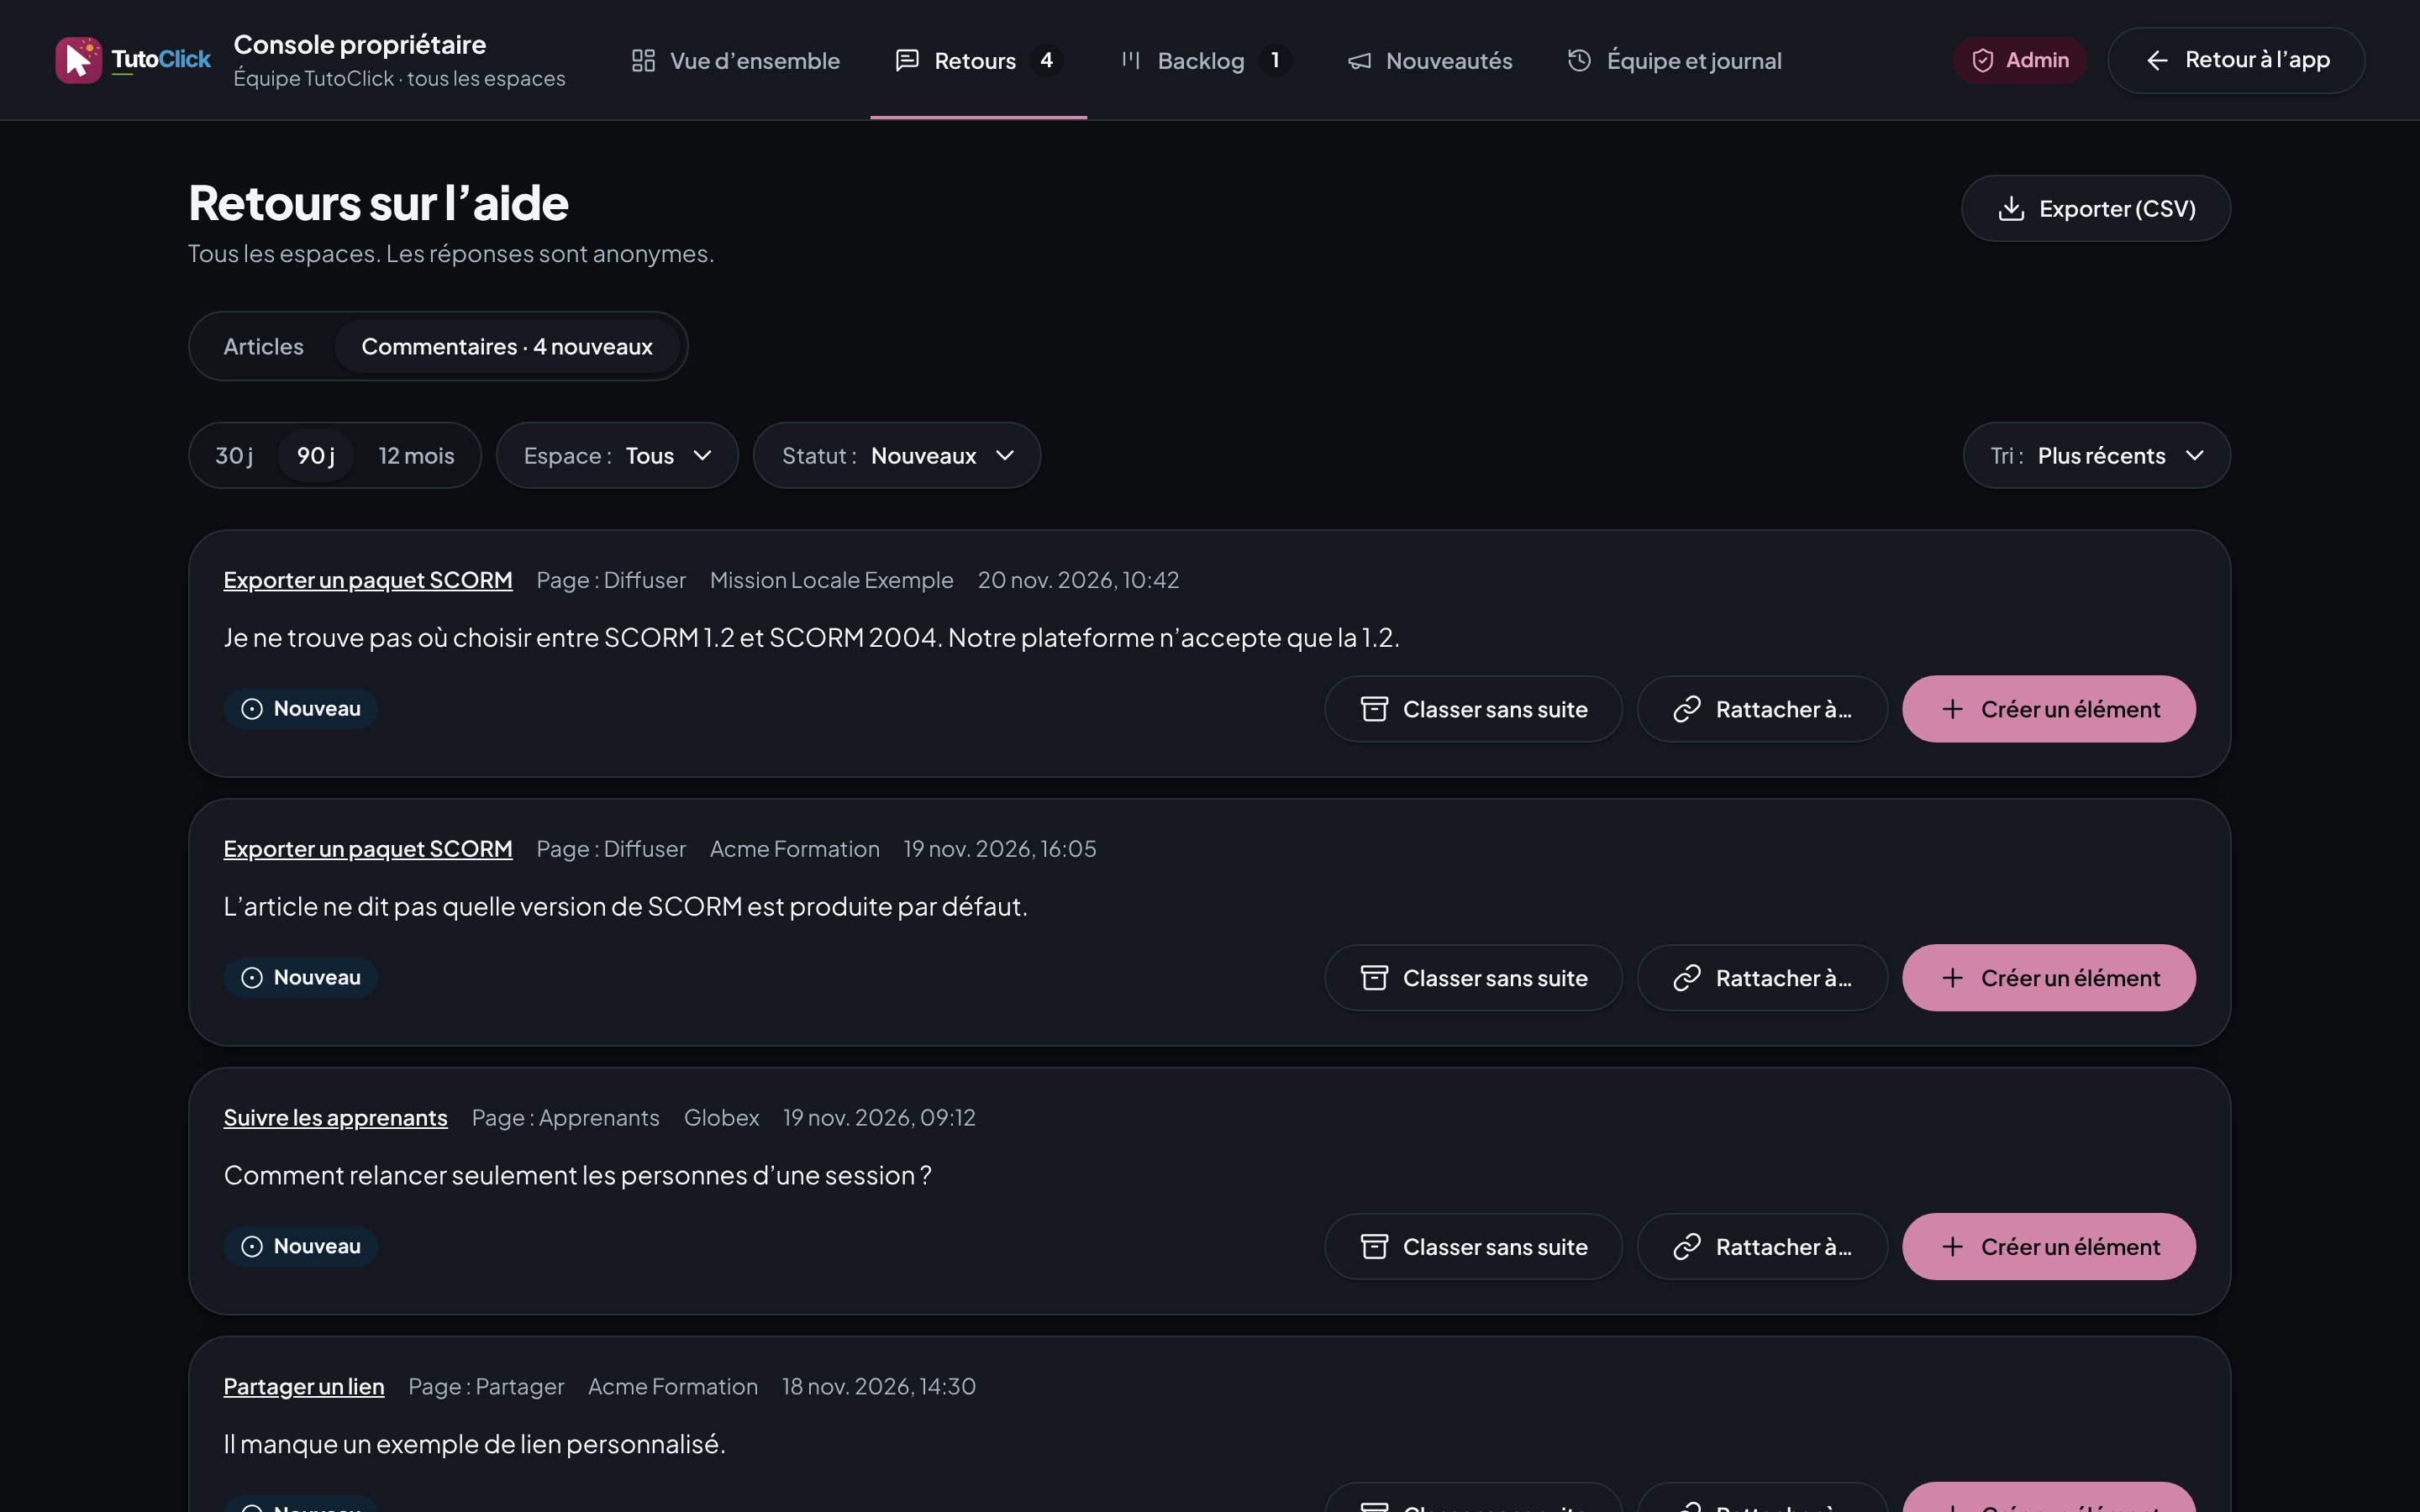 TutoClick
Console propriétaire
Équipe TutoClick · tous les espaces
Vue d’ensemble
Retours 4
Backlog 1
Nouveautés
Équipe et journal
Admin
Retour à l’app
Retours sur l’aide
Tous les espaces. Les réponses sont anonymes.
Exporter (CSV)
Articles
Commentaires · 4 nouveaux
30 j 90 j 12 mois
Espace : Tous
Statut : Nouveaux
Tri : Plus récents
Exporter un paquet SCORM Page : Diffuser Mission Locale Exemple 20 nov. 2026, 10:42
Je ne trouve pas où choisir entre SCORM 1.2 et SCORM 2004. Notre plateforme n’accepte que la 1.2.
Nouveau Classer sans suite Rattacher à… Créer un élément
Exporter un paquet SCORM Page : Diffuser Acme Formation 19 nov. 2026, 16:05
L’article ne dit pas quelle version de SCORM est produite par défaut.
Nouveau Classer sans suite Rattacher à… Créer un élément
Suivre les apprenants Page : Apprenants Globex 19 nov. 2026, 09:12
Comment relancer seulement les personnes d’une session ?
Nouveau Classer sans suite Rattacher à… Créer un élément
Partager un lien Page : Partager Acme Formation 18 nov. 2026, 14:30
Il manque un exemple de lien personnalisé.